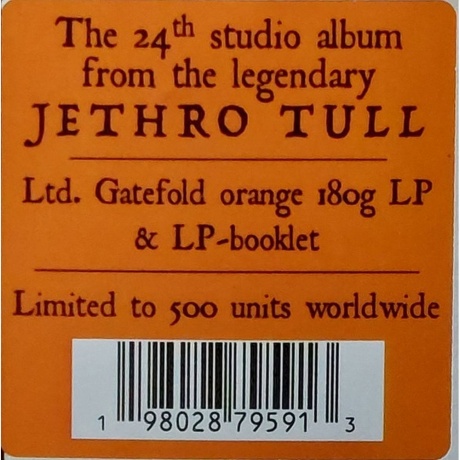 The 24th studio album
from the legendary
JETHRO TULL
Ltd. Gatefold orange 180g LP
& LP-booklet
Limited to 500 units worldwide
1 98028 79591 3